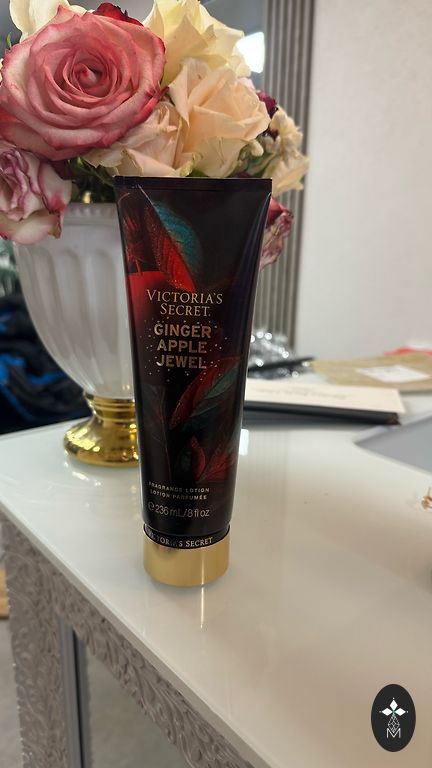 VICTORIA'S
SECRET
GINGER
APPLE
JEWEL
FRAGRANCE LOTION
LOTION PARFUMÉE
℮ 236 mL/8 fl oz
VICTORIA'S SECRET
M